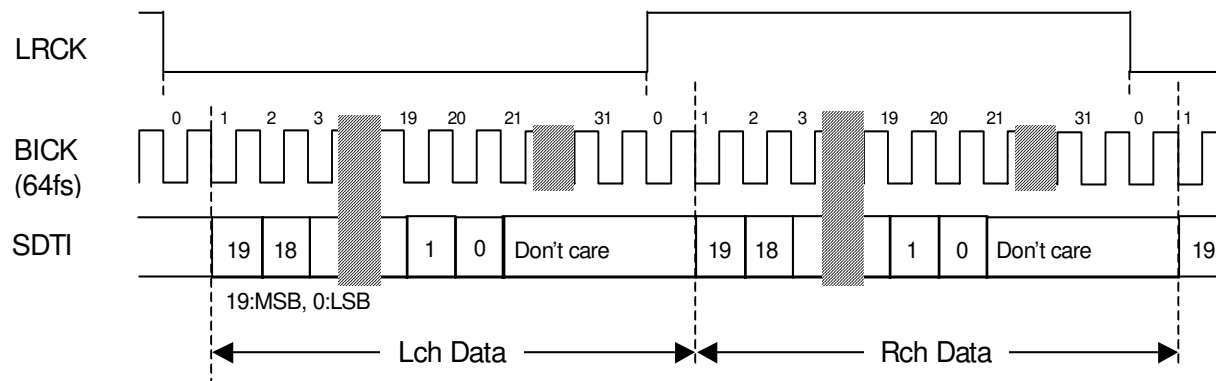 LRCK
0 1 2 3 19 20 21 31 0 1 2 3 19 20 21 31 0 1
BICK
(64fs)
SDTI 19 18 1 0 Don't care 19 18 1 0 Don't care 19
19:MSB, 0:LSB
Lch Data Rch Data